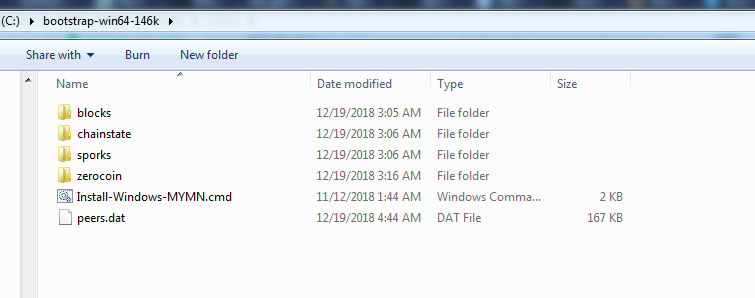 (C:) bootstrap-win64-146k
Share with Burn New folder
Name Date modified Type Size
blocks 12/19/2018 3:05 AM File folder
chainstate 12/19/2018 3:06 AM File folder
sporks 12/19/2018 3:06 AM File folder
zerocoin 12/19/2018 3:16 AM File folder
Install-Windows-MYMN.cmd 11/12/2018 1:44 AM Windows Comma... 2 KB
peers.dat 12/19/2018 4:44 AM DAT File 167 KB